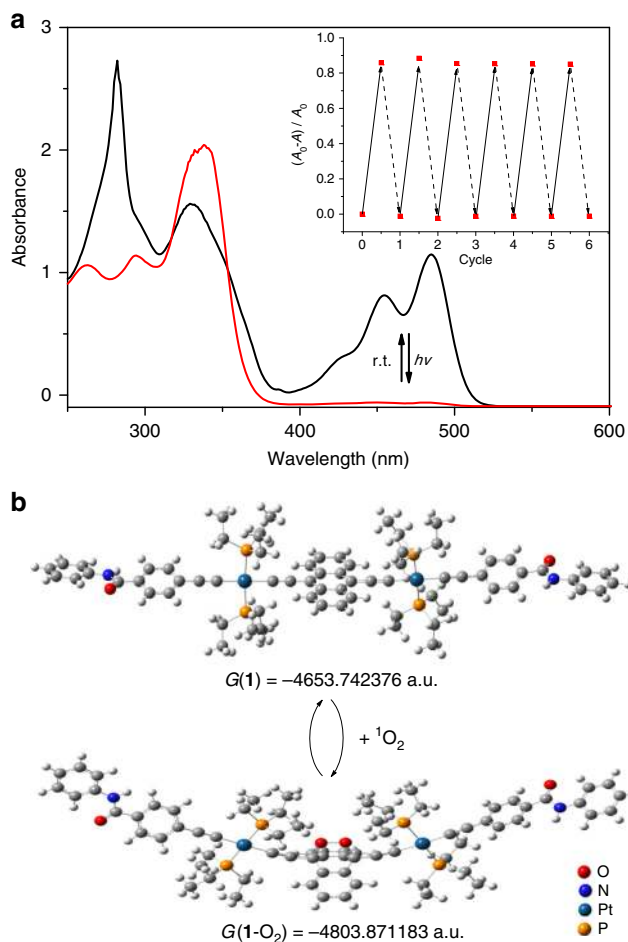 a
3
2
1
0
Absorbance
300
400
500
600
Wavelength (nm)
r.t.
hν
1.0
0.8
0.6
0.4
0.2
0.0
(A₀-A) / A₀
0
1
2
3
4
5
6
Cycle
b
G(1) = –4653.742376 a.u.
+ ¹O₂
G(1-O₂) = –4803.871183 a.u.
O
N
Pt
P